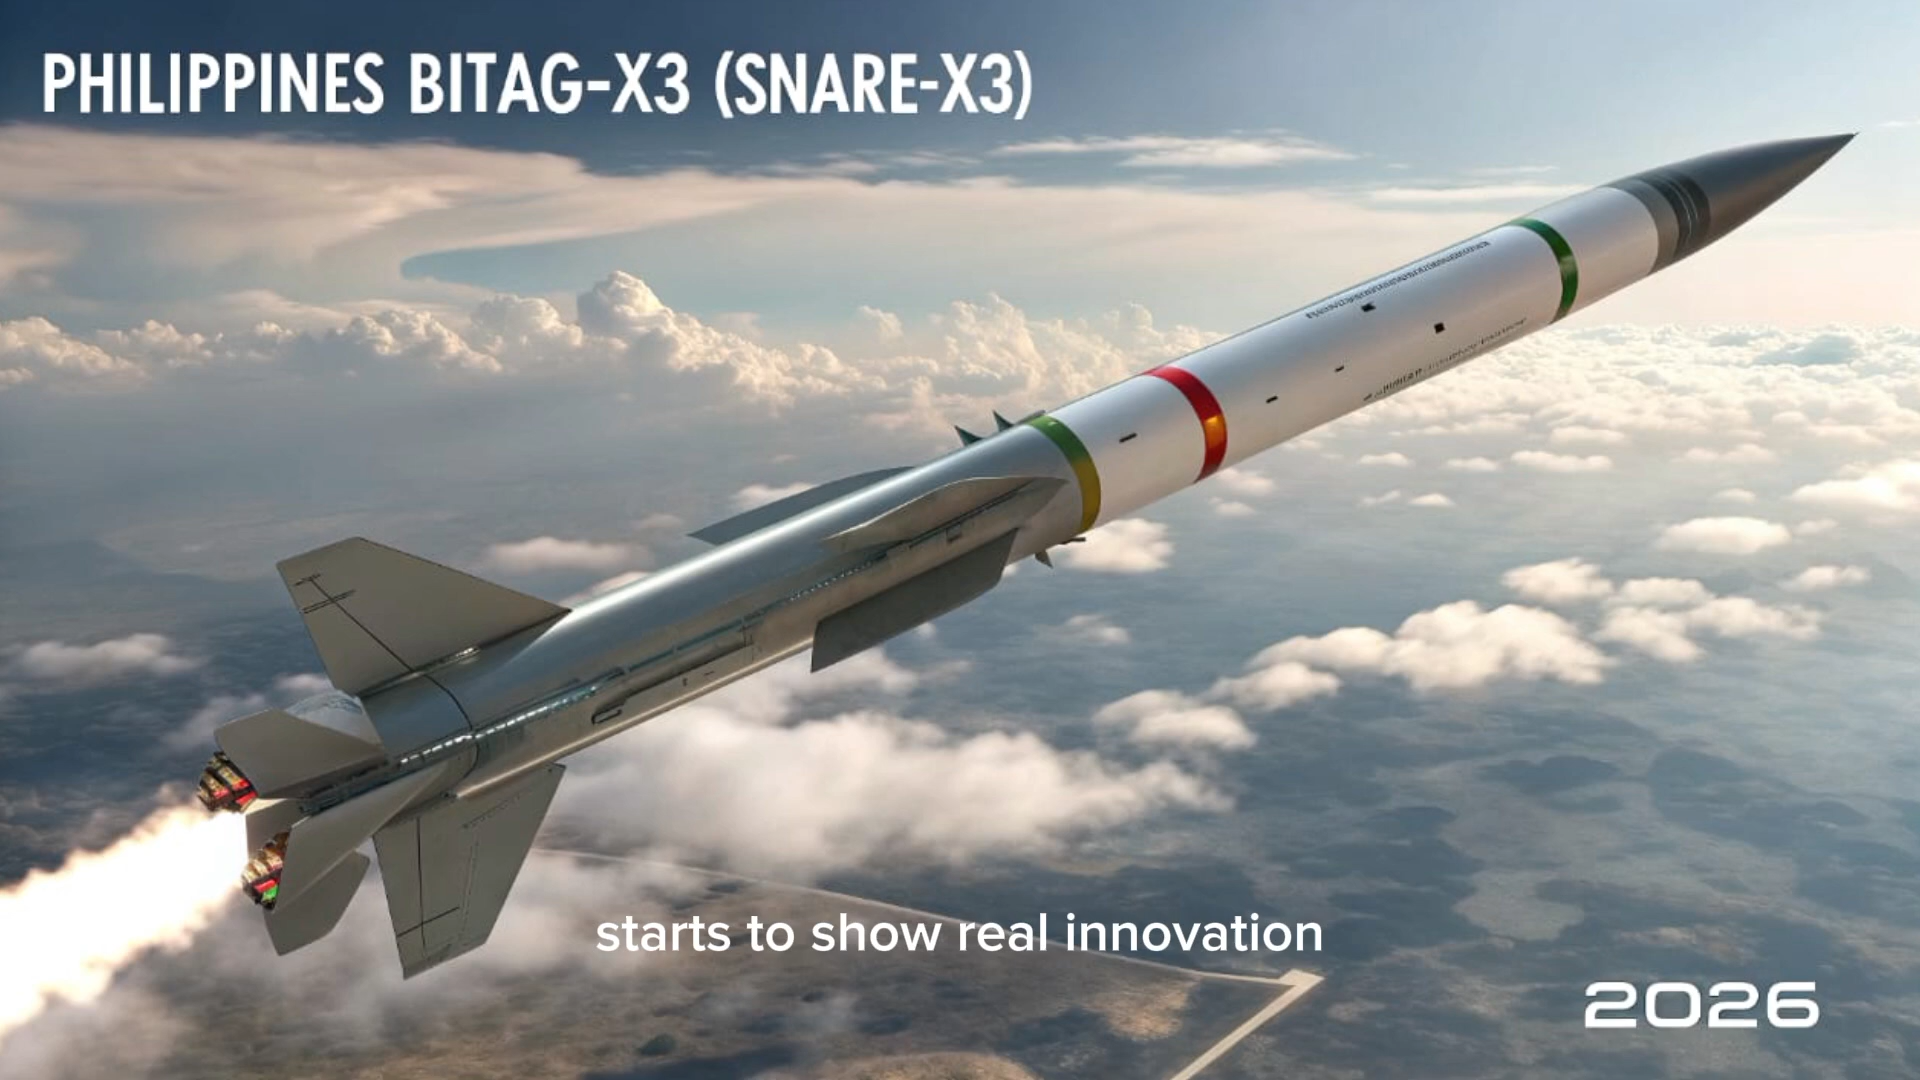 PHILIPPINES BITAG-X3 (SNARE-X3)
starts to show real innovation
2026